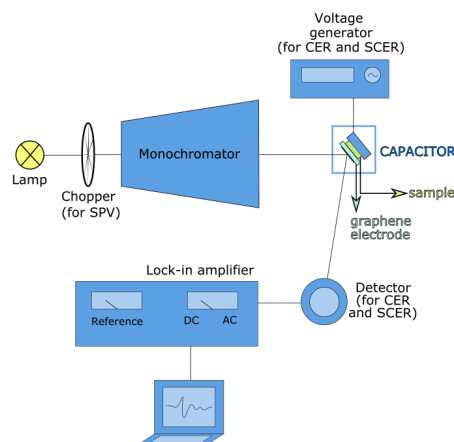 Voltage
generator
(for CER and SCER)
Monochromator
CAPACITOR
Lamp
Chopper
(for SPV)
sample
graphene
electrode
Lock-in amplifier
Detector
(for CER
and SCER)
Reference
DC
AC